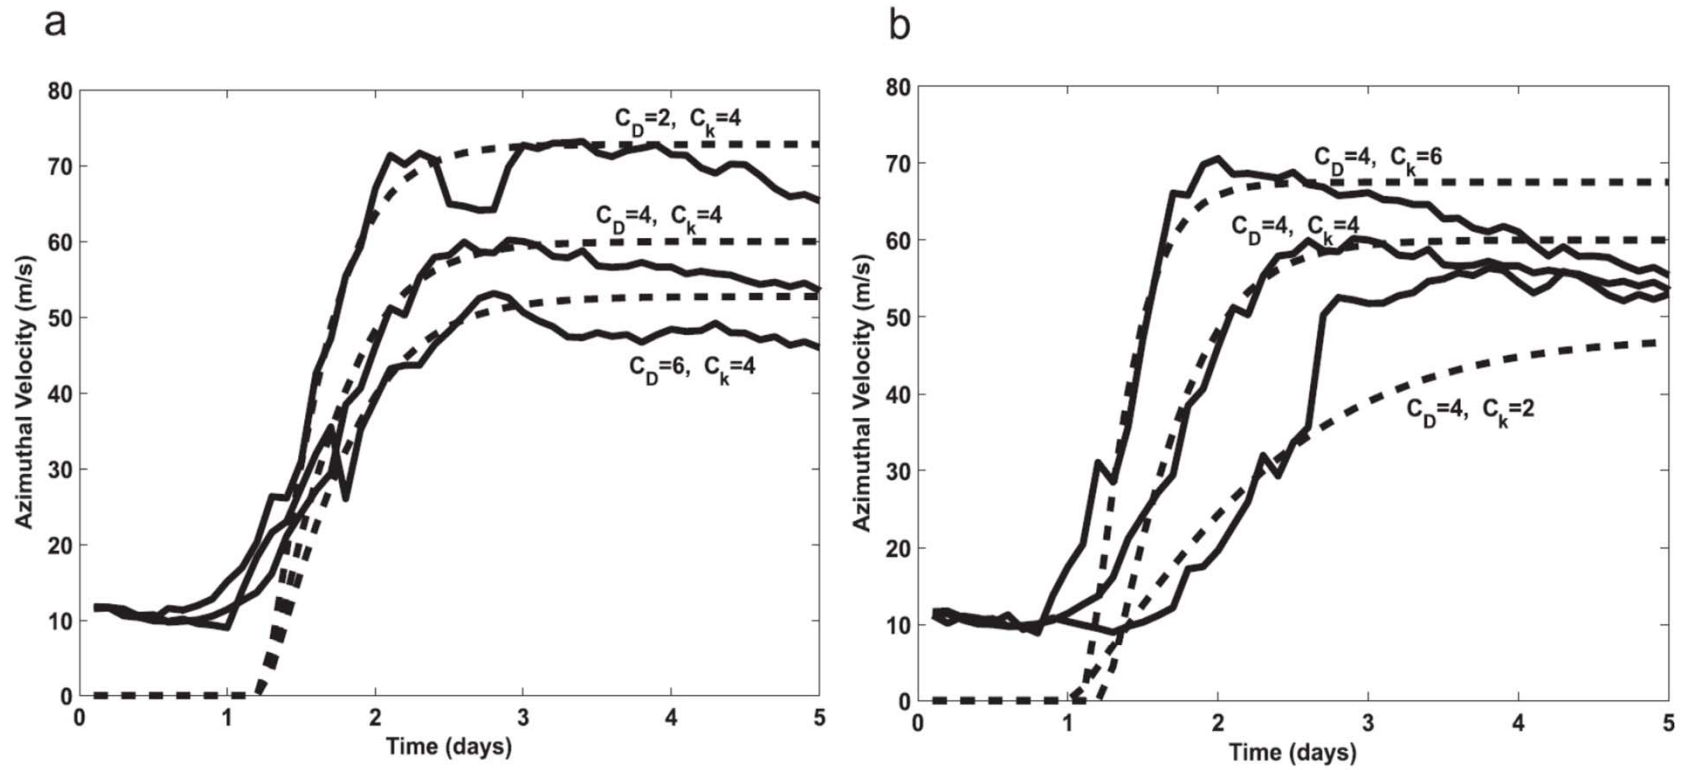 a
80
70
60
50
40
30
20
10
0
Azimuthal Velocity (m/s)
C_D=2, C_k=4
C_D=4, C_k=4
C_D=6, C_k=4
0 1 2 3 4 5
Time (days)
b
80
70
60
50
40
30
20
10
0
Azimuthal Velocity (m/s)
C_D=4, C_k=6
C_D=4, C_k=4
C_D=4, C_k=2
0 1 2 3 4 5
Time (days)